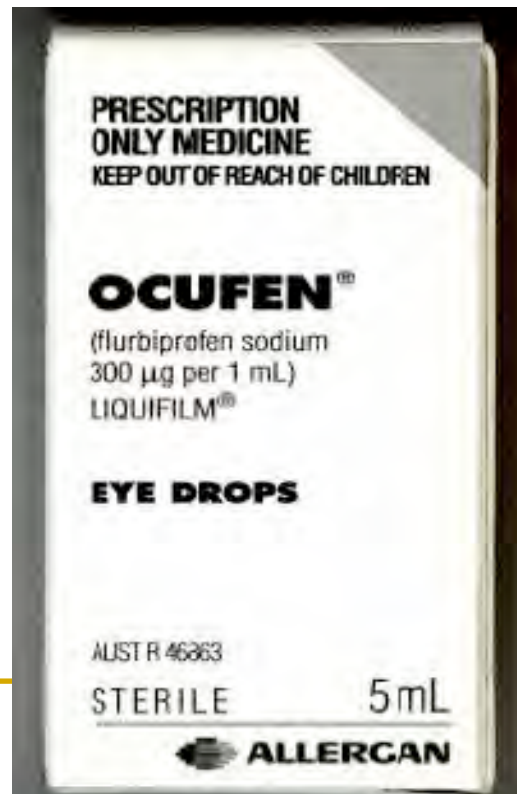 PRESCRIPTION
ONLY MEDICINE
KEEP OUT OF REACH OF CHILDREN
OCUFEN®
(flurbiprofen sodium
300 µg per 1 mL)
LIQUIFILM®
EYE DROPS
AUST R
STERILE 5mL
ALLERGAN